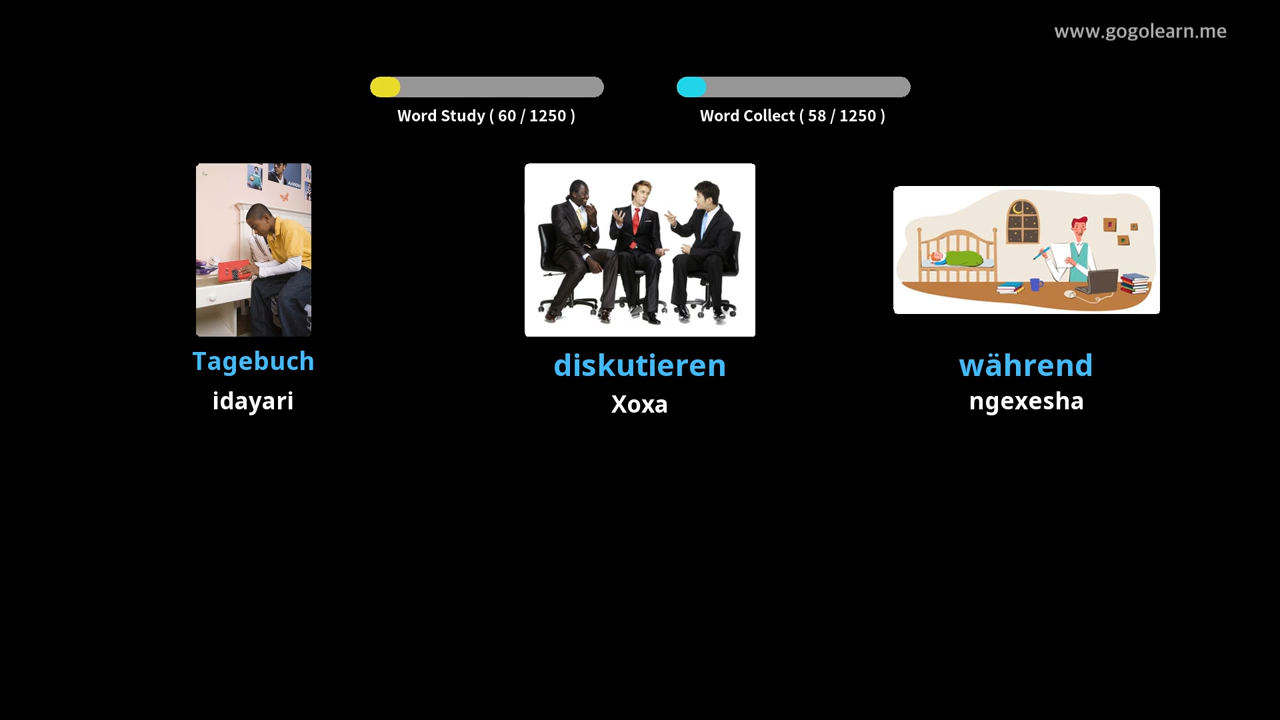 www.gogolearn.me
Word Study ( 60 / 1250 )
Word Collect ( 58 / 1250 )
Tagebuch
idayari
diskutieren
Xoxa
während
ngexesha